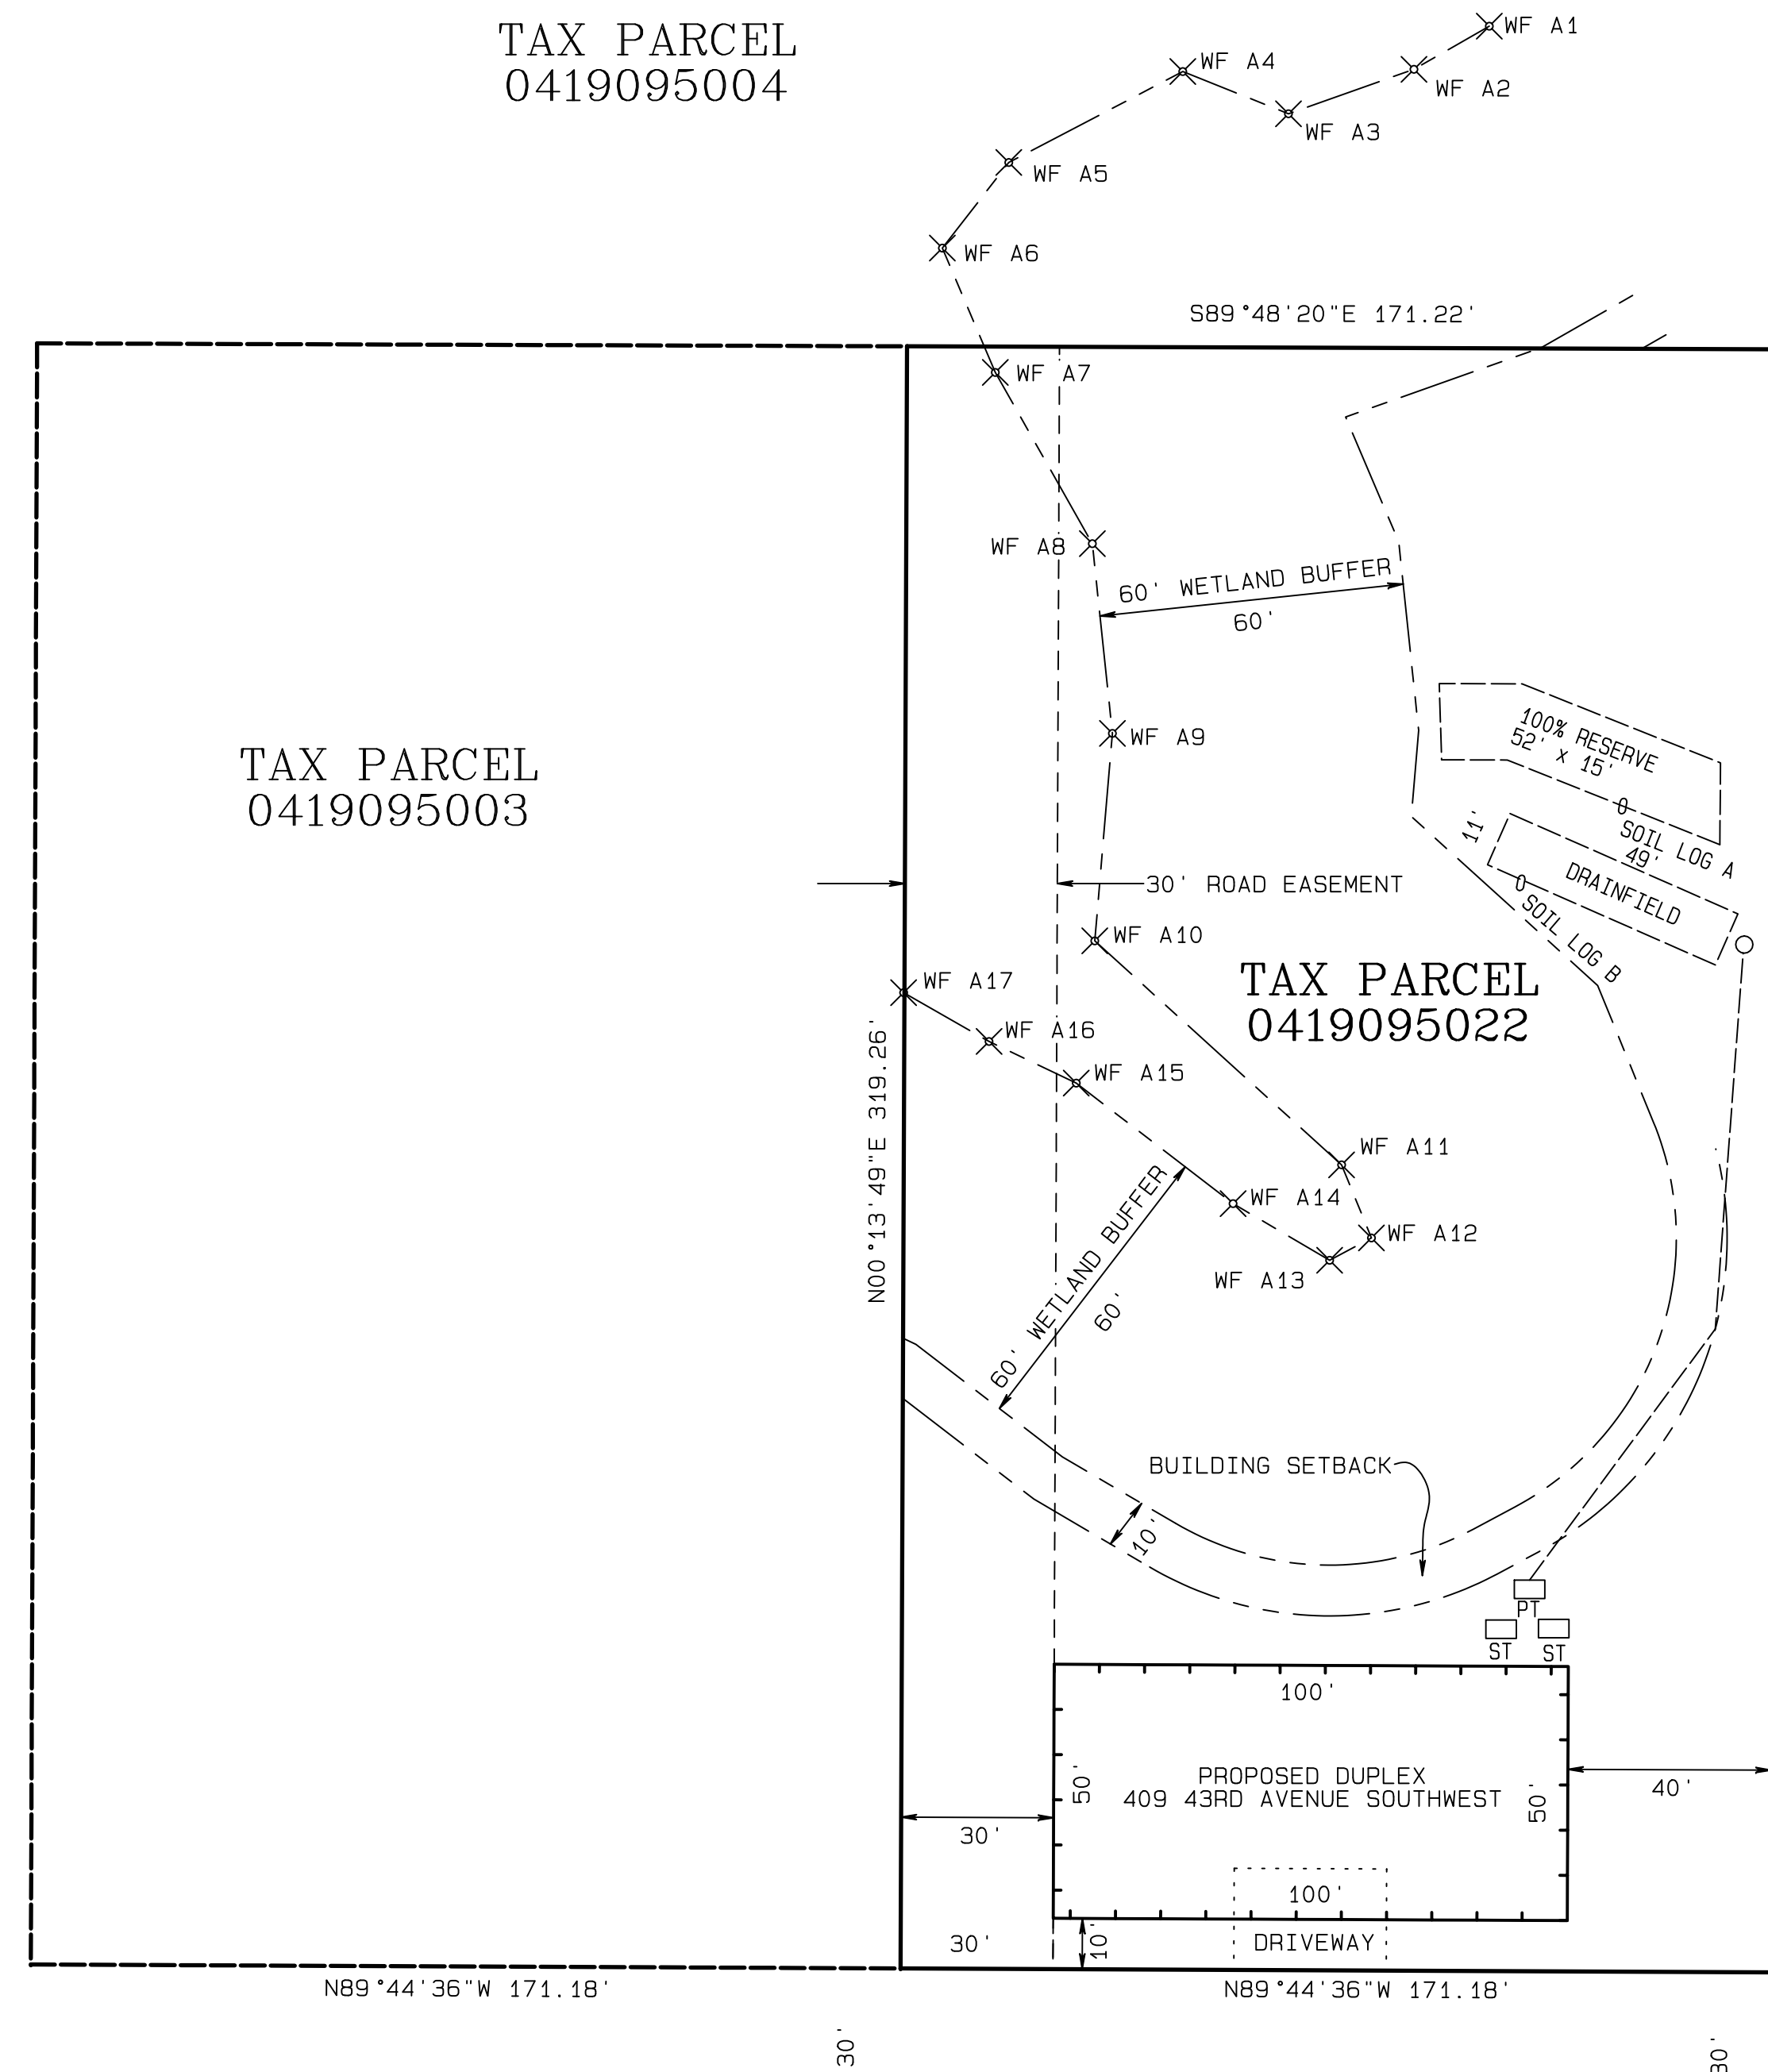 TAX PARCEL
0419095004
WF A1
WF A2
WF A3
WF A4
WF A5
WF A6
S89°48'20"E 171.22'
WF A7
WF A8
60' WETLAND BUFFER
60'
WF A9
TAX PARCEL
0419095003
100% RESERVE
52' x 15'
SOIL LOG A
11'
49'
DRAINFIELD
SOIL LOG B
30' ROAD EASEMENT
WF A10
TAX PARCEL
0419095022
WF A17
WF A16
WF A15
N00°13'49"E 319.26'
WF A11
WF A14
WF A12
WF A13
60' WETLAND BUFFER
60'
BUILDING SETBACK
10'
PT
ST
ST
100'
50'
PROPOSED DUPLEX
409 43RD AVENUE SOUTHWEST
50'
40'
30'
100'
30'
10'
DRIVEWAY
N89°44'36"W 171.18'
N89°44'36"W 171.18'
30'
30'